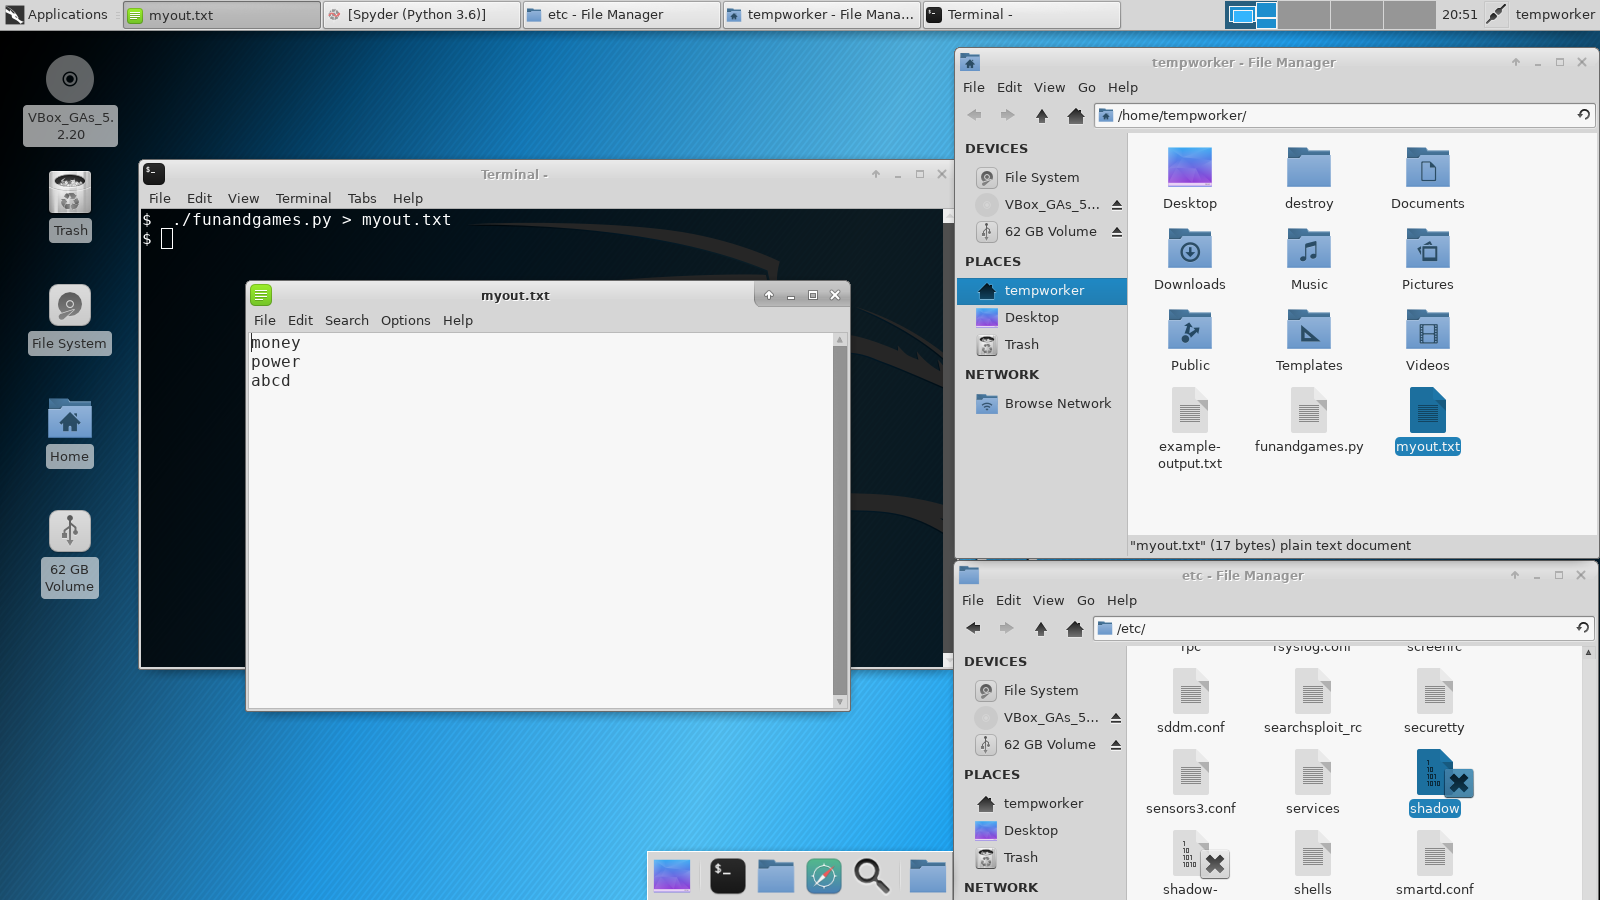 Applications
myout.txt
[Spyder (Python 3.6)]
etc - File Manager
tempworker - File Mana...
Terminal -
20:51
tempworker
VBox_GAs_5.
2.20
Trash
File System
Home
62 GB
Volume
Terminal -
File Edit View Terminal Tabs Help
$ ./funandgames.py > myout.txt
$
myout.txt
File Edit Search Options Help
money
power
abcd
tempworker - File Manager
File Edit View Go Help
/home/tempworker/
DEVICES
File System
VBox_GAs_5...
62 GB Volume
PLACES
tempworker
Desktop
Trash
NETWORK
Browse Network
Desktop
destroy
Documents
Downloads
Music
Pictures
Public
Templates
Videos
example-
output.txt
funandgames.py
myout.txt
"myout.txt" (17 bytes) plain text document
etc - File Manager
File Edit View Go Help
/etc/
DEVICES
File System
VBox_GAs_5...
62 GB Volume
PLACES
tempworker
Desktop
Trash
NETWORK
rpc
rsyslog.conf
screenrc
sddm.conf
searchsploit_rc
securetty
sensors3.conf
services
shadow
shadow-
shells
smartd.conf